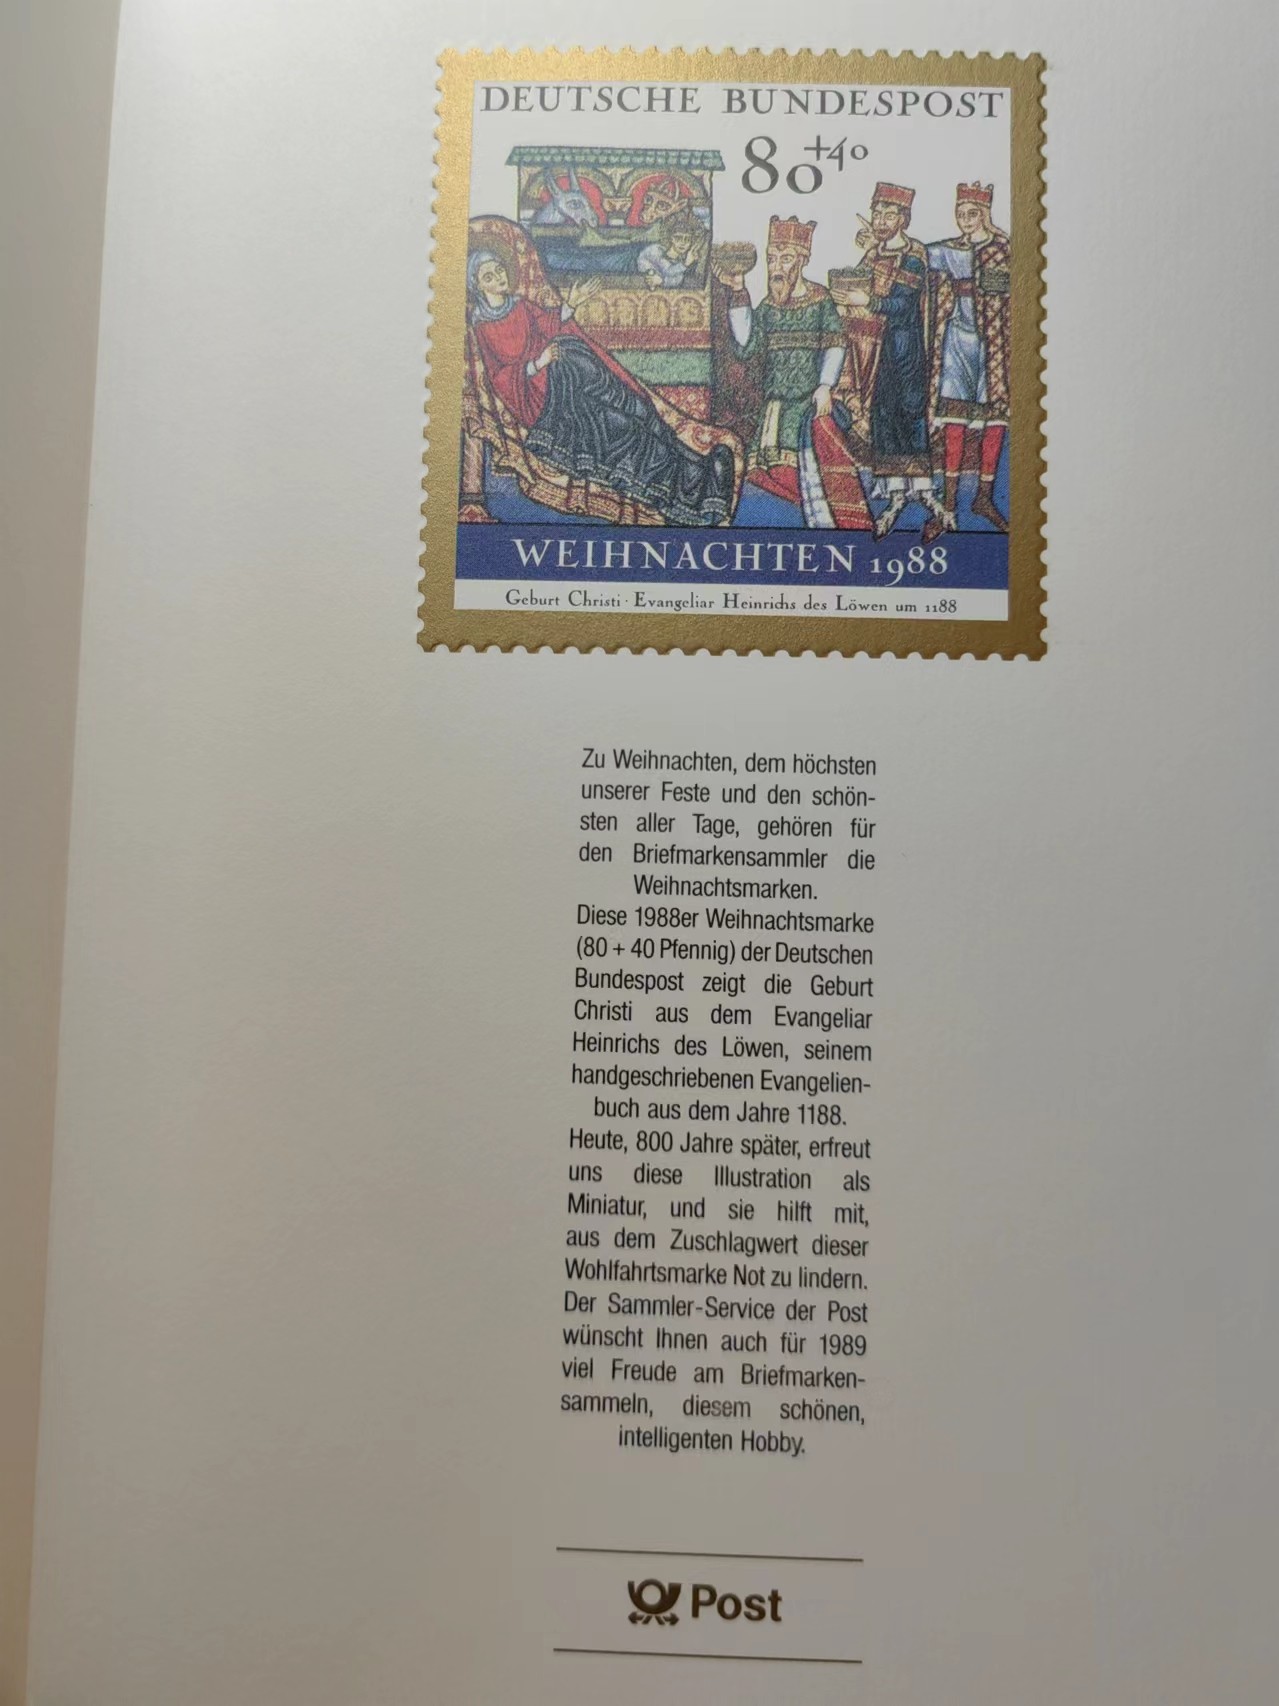 DEUTSCHE BUNDESPOST
80+40
WEIHNACHTEN 1988
Geburt Christi · Evangeliar Heinrichs des Löwen um 1188
Zu Weihnachten, dem höchsten
unserer Feste und den schön-
sten aller Tage, gehören für
den Briefmarkensammler die
Weihnachtsmarken.
Diese 1988er Weihnachtsmarke
(80 + 40 Pfennig) der Deutschen
Bundespost zeigt die Geburt
Christi aus dem Evangeliar
Heinrichs des Löwen, seinem
handgeschriebenen Evangelien-
buch aus dem Jahre 1188.
Heute, 800 Jahre später, erfreut
uns diese Illustration als
Miniatur, und sie hilft mit,
aus dem Zuschlagwert dieser
Wohlfahrtsmarke Not zu lindern.
Der Sammler-Service der Post
wünscht Ihnen auch für 1989
viel Freude am Briefmarken-
sammeln, diesem schönen,
intelligenten Hobby.
Post